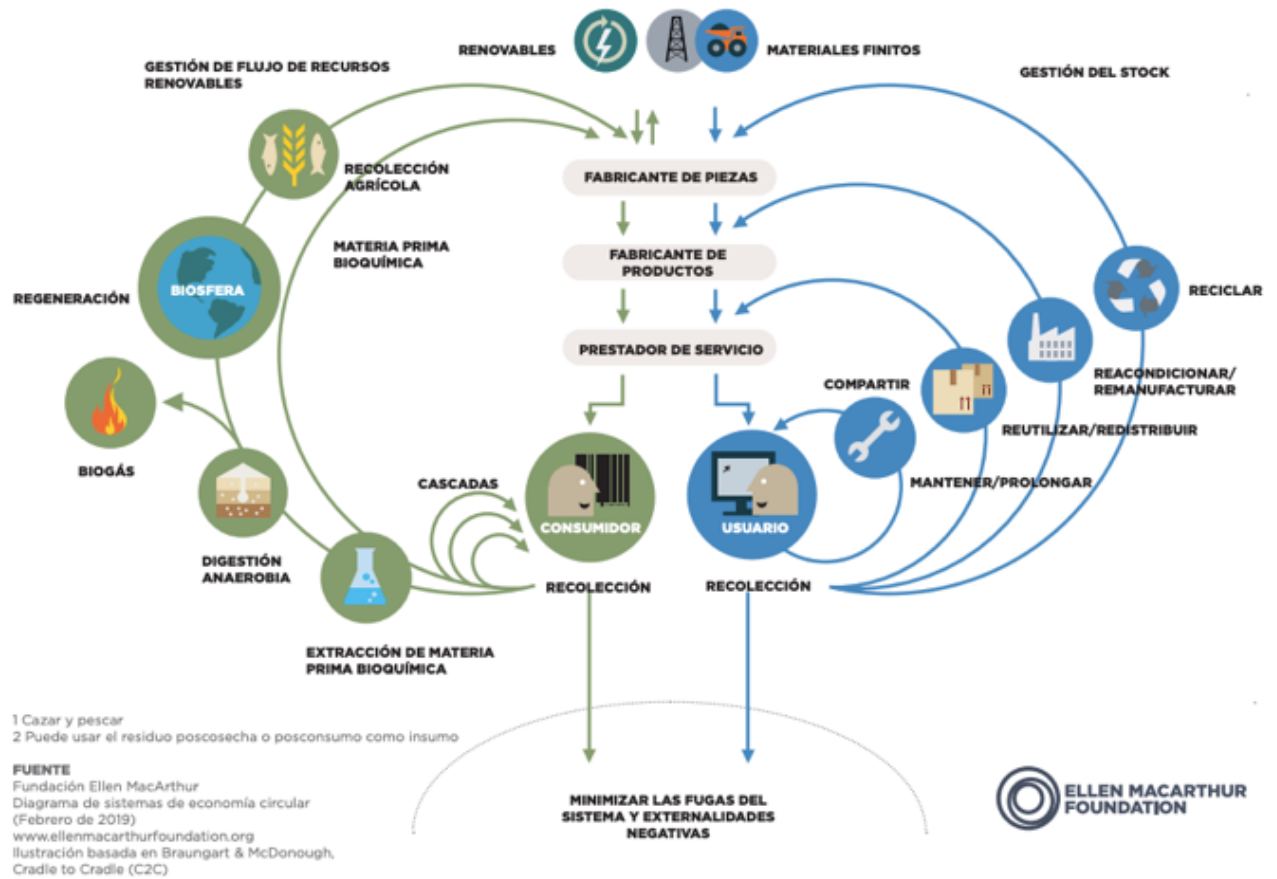 RENOVABLES
MATERIALES FINITOS
GESTIÓN DE FLUJO DE RECURSOS
RENOVABLES
GESTIÓN DEL STOCK
RECOLECCIÓN
AGRÍCOLA
FABRICANTE DE PIEZAS
MATERIA PRIMA
BIOQUÍMICA
FABRICANTE DE
PRODUCTOS
REGENERACIÓN
BIOSFERA
RECICLAR
PRESTADOR DE SERVICIO
COMPARTIR
REACONDICIONAR/
REMANUFACTURAR
REUTILIZAR/REDISTRIBUIR
BIOGÁS
CASCADAS
MANTENER/PROLONGAR
CONSUMIDOR
USUARIO
DIGESTIÓN
ANAEROBIA
RECOLECCIÓN
RECOLECCIÓN
EXTRACCIÓN DE MATERIA
PRIMA BIOQUÍMICA
1 Cazar y pescar
2 Puede usar el residuo poscosecha o posconsumo como insumo
FUENTE
Fundación Ellen MacArthur
Diagrama de sistemas de economía circular
(Febrero de 2019)
www.ellenmacarthurfoundation.org
Ilustración basada en Braungart & McDonough,
Cradle to Cradle (C2C)
MINIMIZAR LAS FUGAS DEL
SISTEMA Y EXTERNALIDADES
NEGATIVAS
ELLEN MACARTHUR
FOUNDATION